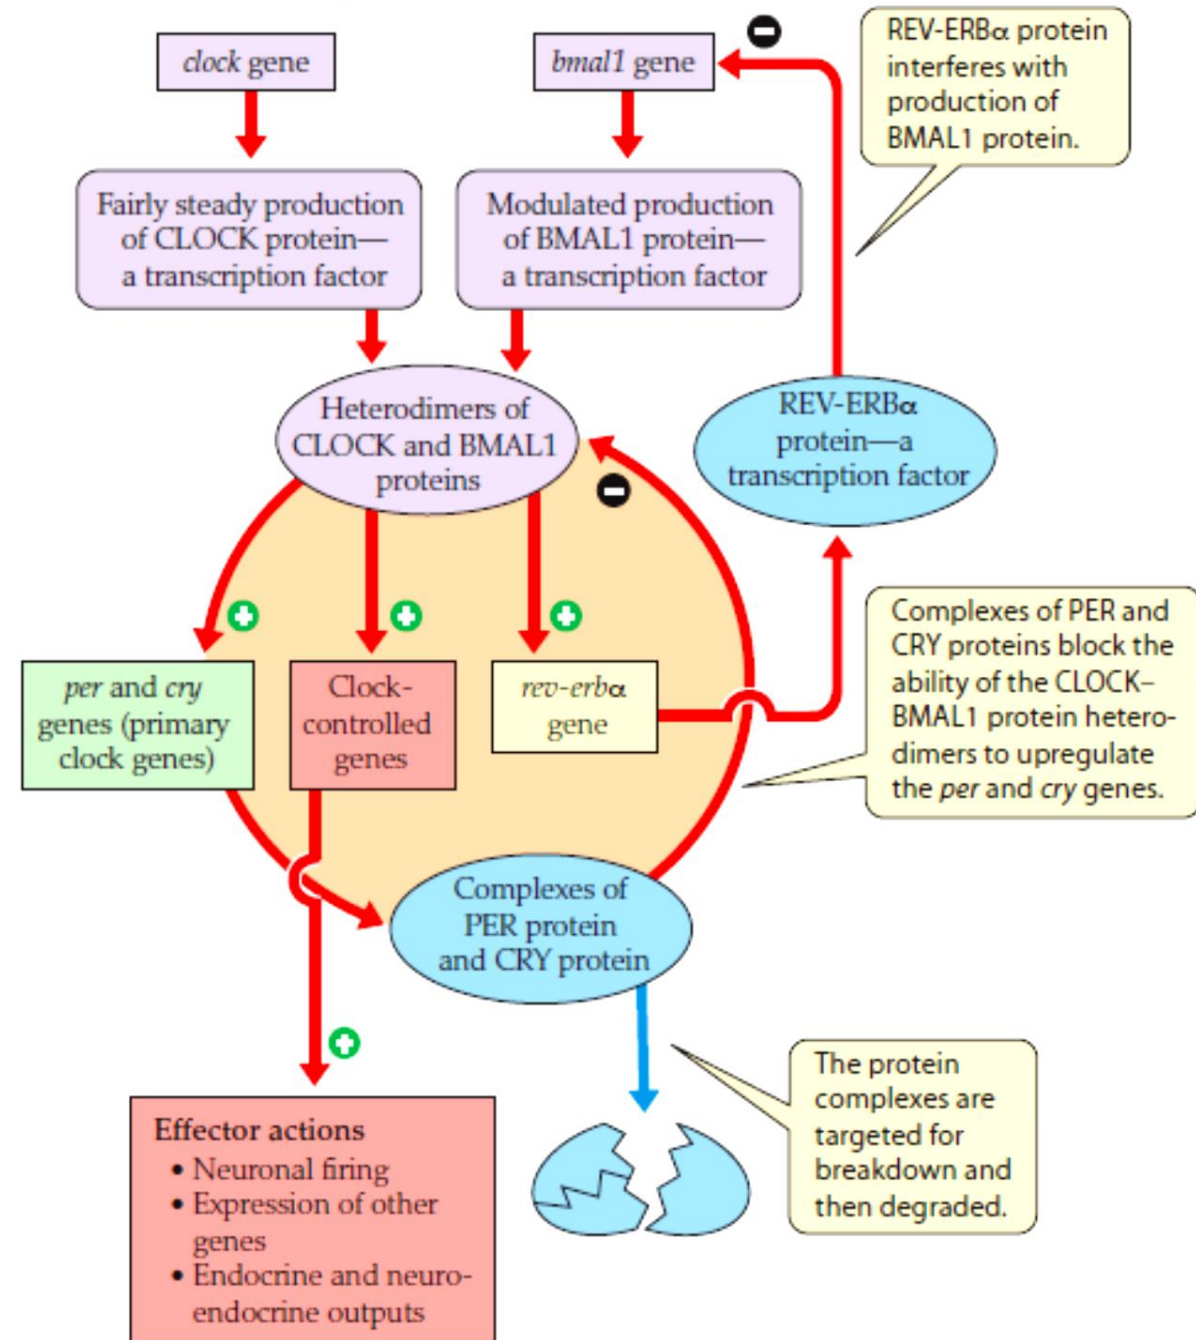 clock gene
bmal1 gene
REV-ERBα protein
interferes with
production of
BMAL1 protein.
Fairly steady production
of CLOCK protein—
a transcription factor
Modulated production
of BMAL1 protein—
a transcription factor
Heterodimers of
CLOCK and BMAL1
proteins
REV-ERBα
protein—a
transcription factor
per and cry
genes (primary
clock genes)
Clock-
controlled
genes
rev-erbα
gene
Complexes of PER and
CRY proteins block the
ability of the CLOCK–
BMAL1 protein hetero-
dimers to upregulate
the per and cry genes.
Complexes of
PER protein
and CRY protein
The protein
complexes are
targeted for
breakdown and
then degraded.
Effector actions
• Neuronal firing
• Expression of other
genes
• Endocrine and neuro-
endocrine outputs